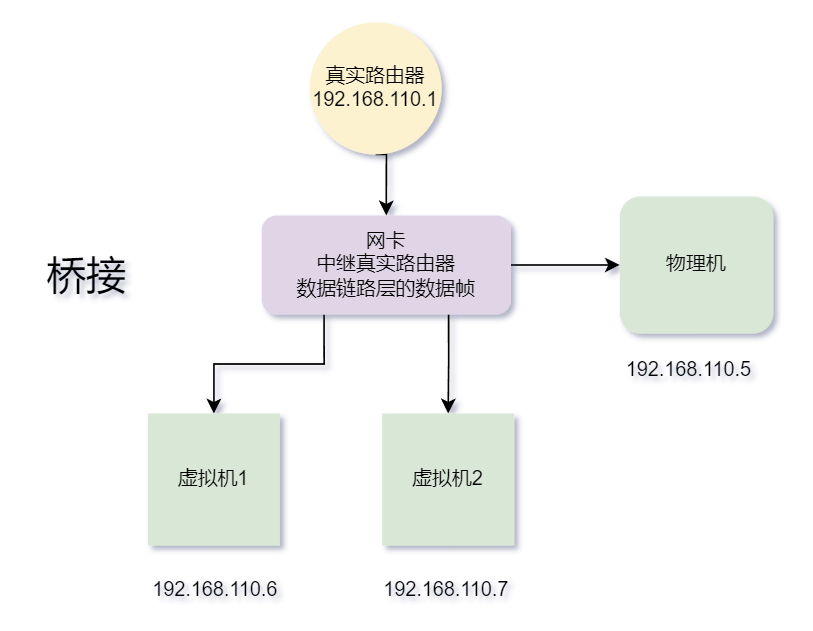 真实路由器
192.168.110.1
桥接
网卡
中继真实路由器
数据链路层的数据帧
物理机
192.168.110.5
虚拟机1
虚拟机2
192.168.110.6
192.168.110.7